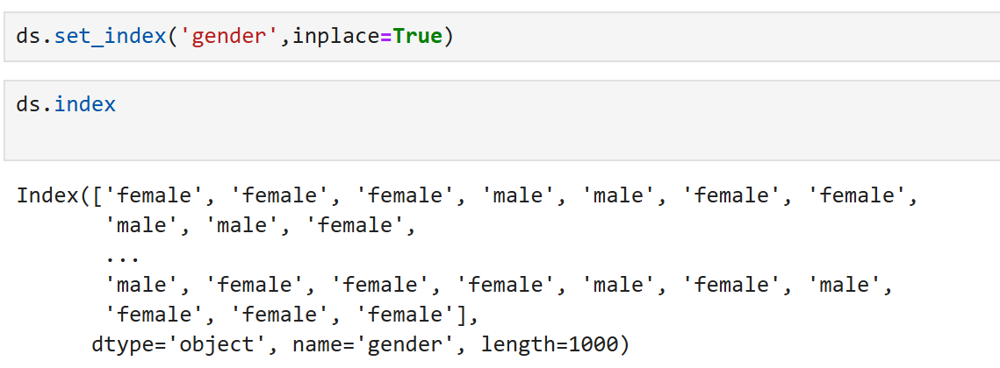 ds.set_index('gender',inplace=True)
ds.index
Index(['female', 'female', 'female', 'male', 'male', 'female', 'female',
       'male', 'male', 'female',
       ...
       'male', 'female', 'female', 'female', 'male', 'female', 'male',
       'female', 'female', 'female'],
      dtype='object', name='gender', length=1000)